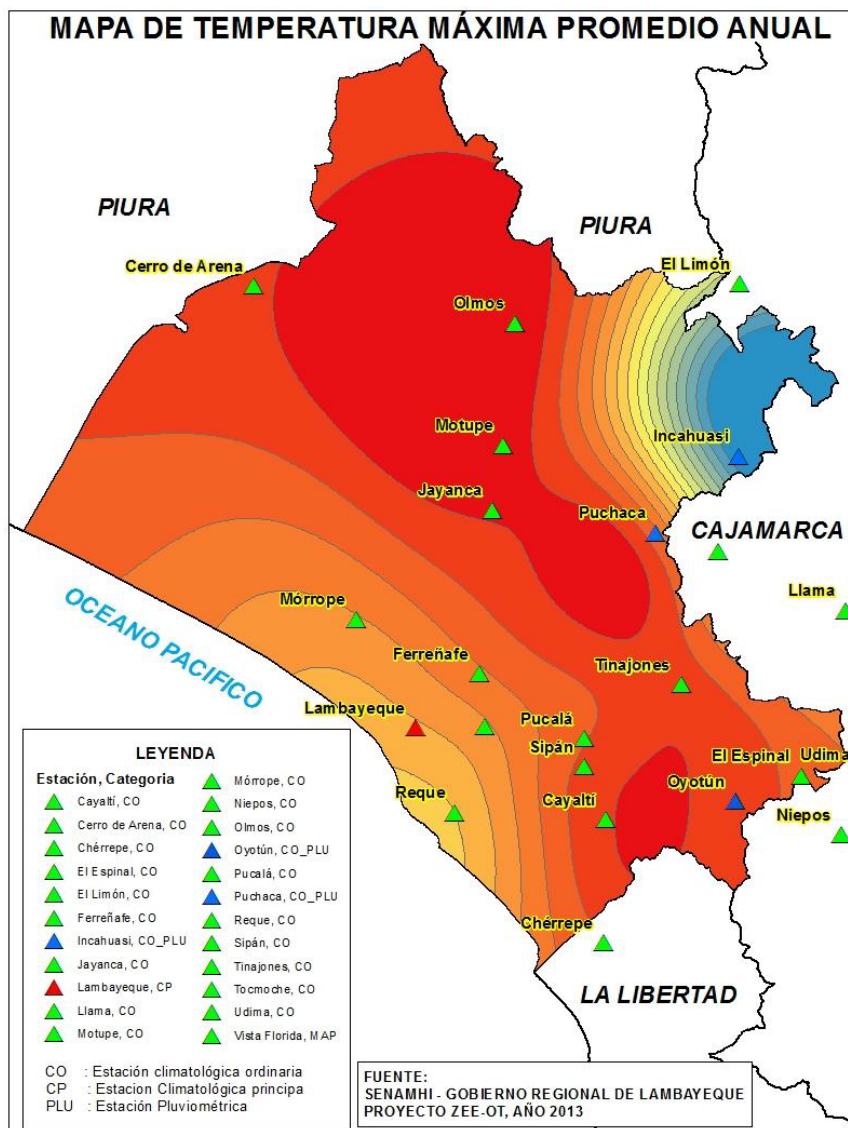 MAPA DE TEMPERATURA MÁXIMA PROMEDIO ANUAL
PIURA
PIURA
Cerro de Arena
El Limón
Olmos
Motupe
Incahuasi
Jayanca
Puchaca
CAJAMARCA
Llama
OCEANO PACIFICO
Mórrope
Ferreñafe
Tinajones
Lambayeque
Pucalá
Sipán
El Espinal
Udima
Oyotún
Reque
Cayaltí
Niepos
Chérrepe
LA LIBERTAD
LEYENDA
Estación, Categoria
Cayaltí, CO
Cerro de Arena, CO
Chérrepe, CO
El Espinal, CO
El Limón, CO
Ferreñafe, CO
Incahuasi, CO_PLU
Jayanca, CO
Lambayeque, CP
Llama, CO
Motupe, CO
Mórrope, CO
Niepos, CO
Olmos, CO
Oyotún, CO_PLU
Pucalá, CO
Puchaca, CO_PLU
Reque, CO
Sipán, CO
Tinajones, CO
Tocmoche, CO
Udima, CO
Vista Florida, MAP
CO : Estación climatológica ordinaria
CP : Estacion Climatológica principa
PLU : Estación Pluviométrica
FUENTE:
SENAMHI - GOBIERNO REGIONAL DE LAMBAYEQUE
PROYECTO ZEE-OT, AÑO 2013